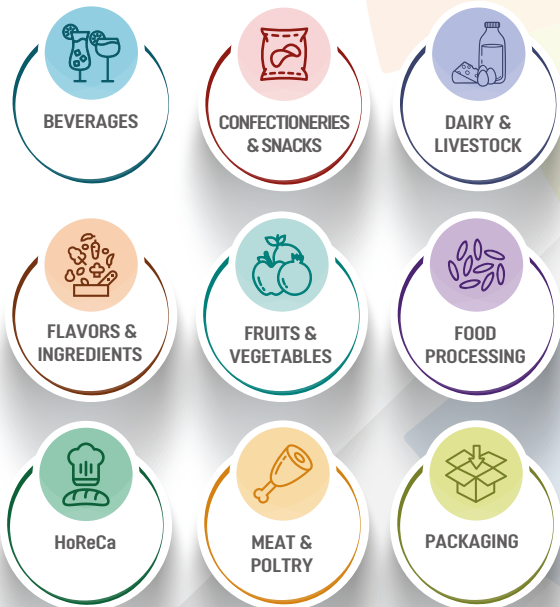 BEVERAGES
CONFECTIONERIES
& SNACKS
DAIRY &
LIVESTOCK
FLAVORS &
INGREDIENTS
FRUITS &
VEGETABLES
FOOD
PROCESSING
HoReCa
MEAT &
POLTRY
PACKAGING